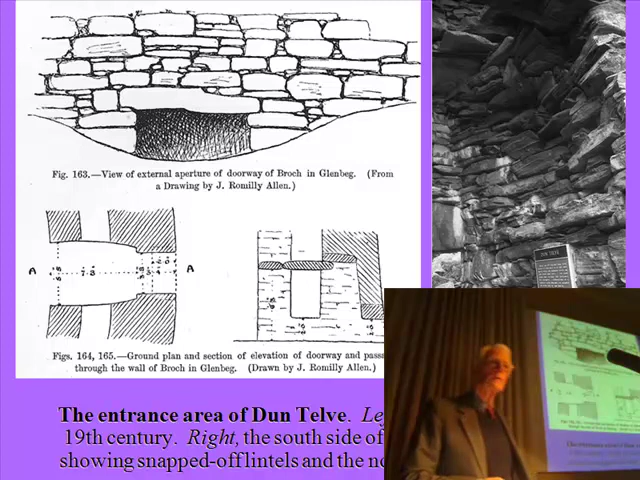 Fig. 163.—View of external aperture of doorway of Broch in Glenbeg. (From
a Drawing by J. Romilly Allen.)
A
A
Figs. 164, 165.—Ground plan and section of elevation of doorway and
through the wall of Broch in Glenbeg. (Drawn by J. Romilly Allen.)
DUN TELVE
The entrance area of Dun Telve.
19th century. Right, the south side of
showing snapped-off lintels and the